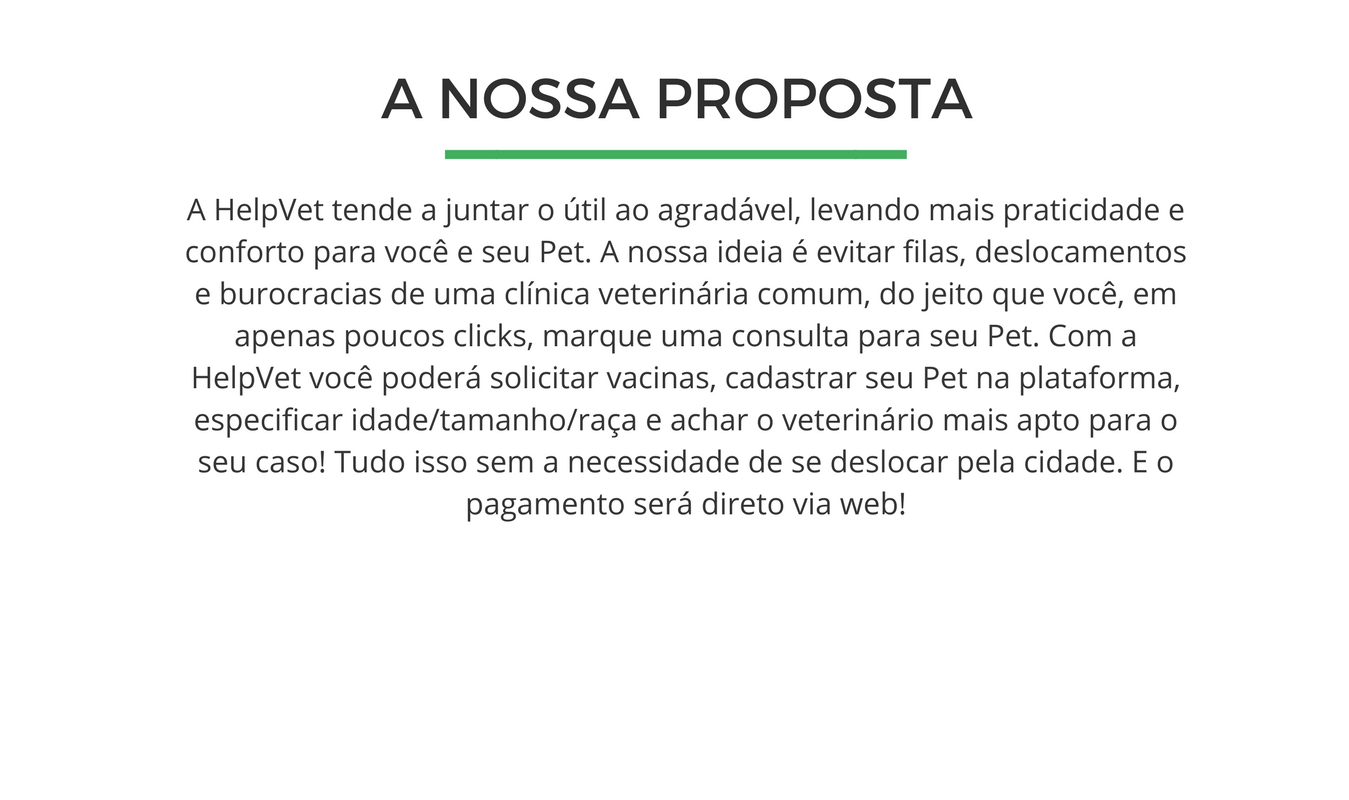 A NOSSA PROPOSTA
A HelpVet tende a juntar o útil ao agradável, levando mais praticidade e
conforto para você e seu Pet. A nossa ideia é evitar filas, deslocamentos
e burocracias de uma clínica veterinária comum, do jeito que você, em
apenas poucos clicks, marque uma consulta para seu Pet. Com a
HelpVet você poderá solicitar vacinas, cadastrar seu Pet na plataforma,
especificar idade/tamanho/raça e achar o veterinário mais apto para o
seu caso! Tudo isso sem a necessidade de se deslocar pela cidade. E o
pagamento será direto via web!